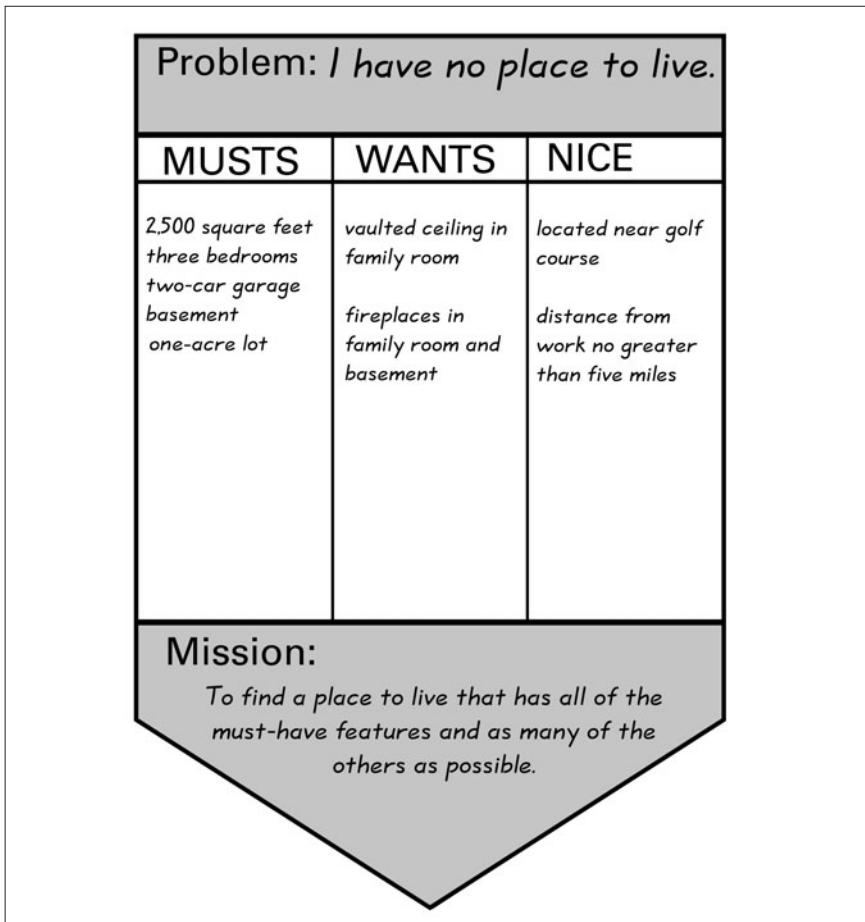 Problem: I have no place to live.
MUSTS
WANTS
NICE
2,500 square feet
three bedrooms
two-car garage
basement
one-acre lot
vaulted ceiling in
family room
fireplaces in
family room and
basement
located near golf
course
distance from
work no greater
than five miles
Mission:
To find a place to live that has all of the
must-have features and as many of the
others as possible.